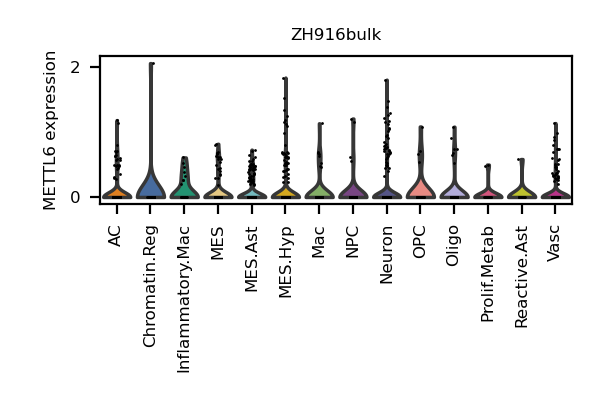 ZH916bulk
METTL6 expression
2
0
AC
Chromatin.Reg
Inflammatory.Mac
MES
MES.Ast
MES.Hyp
Mac
NPC
Neuron
OPC
Oligo
Prolif.Metab
Reactive.Ast
Vasc